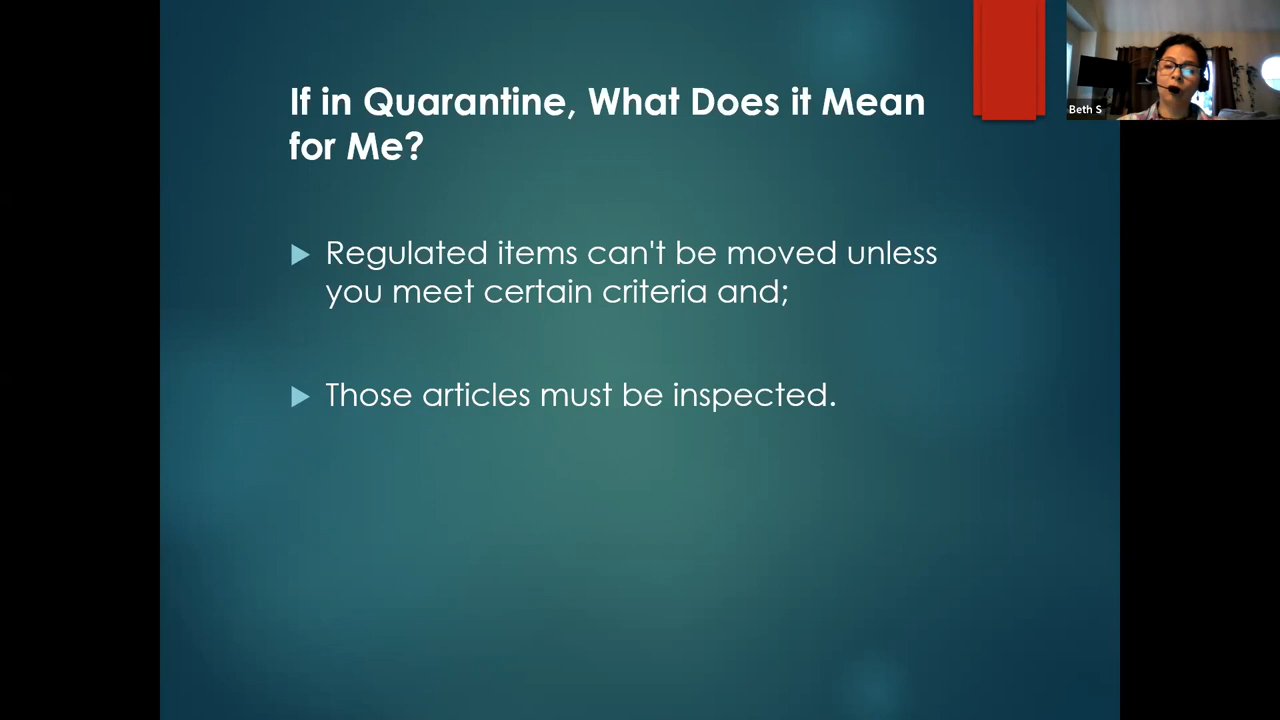 If in Quarantine, What Does it Mean
for Me?
Regulated items can't be moved unless
you meet certain criteria and;
Those articles must be inspected.
Beth S